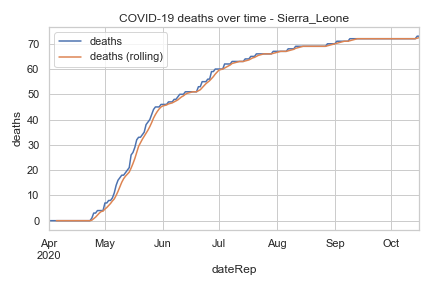 COVID-19 deaths over time - Sierra_Leone
deaths
deaths (rolling)
70
60
50
40
30
20
10
0
deaths
Apr May Jun Jul Aug Sep Oct
2020
dateRep